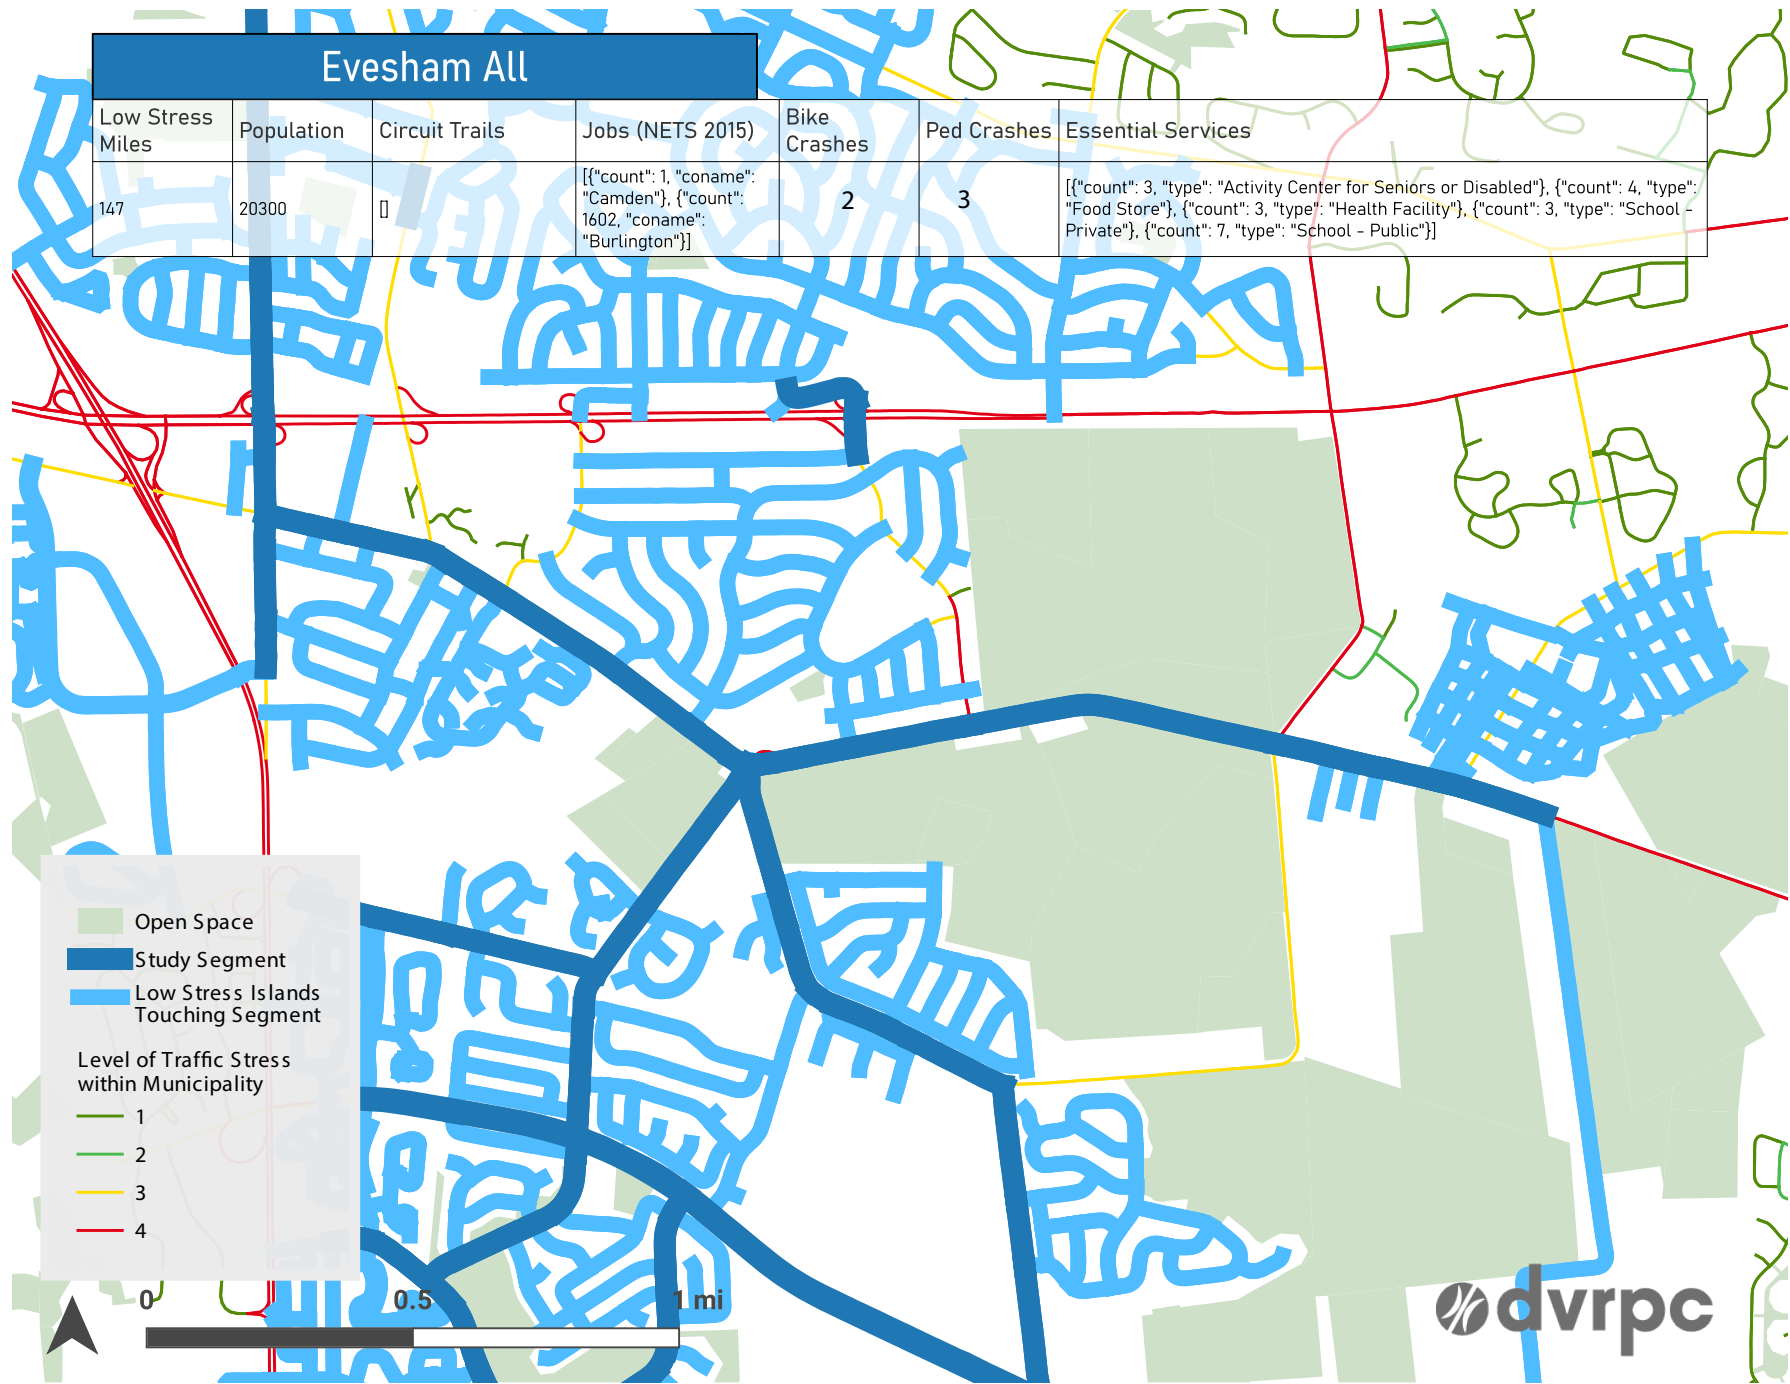 Evesham All
Low Stress
Miles
Population
Circuit Trails
Jobs (NETS 2015)
Bike
Crashes
Ped Crashes
Essential Services
147
20300
[]
[{"count": 1, "coname":
"Camden"}, {"count":
1602, "coname":
"Burlington"}]
2
3
[{"count": 3, "type": "Activity Center for Seniors or Disabled"}, {"count": 4, "type":
"Food Store"}, {"count": 3, "type": "Health Facility"}, {"count": 3, "type": "School -
Private"}, {"count": 7, "type": "School - Public"}]
Open Space
Study Segment
Low Stress Islands
Touching Segment
Level of Traffic Stress
within Municipality
1
2
3
4
0 0.5 1 mi
dvrpc